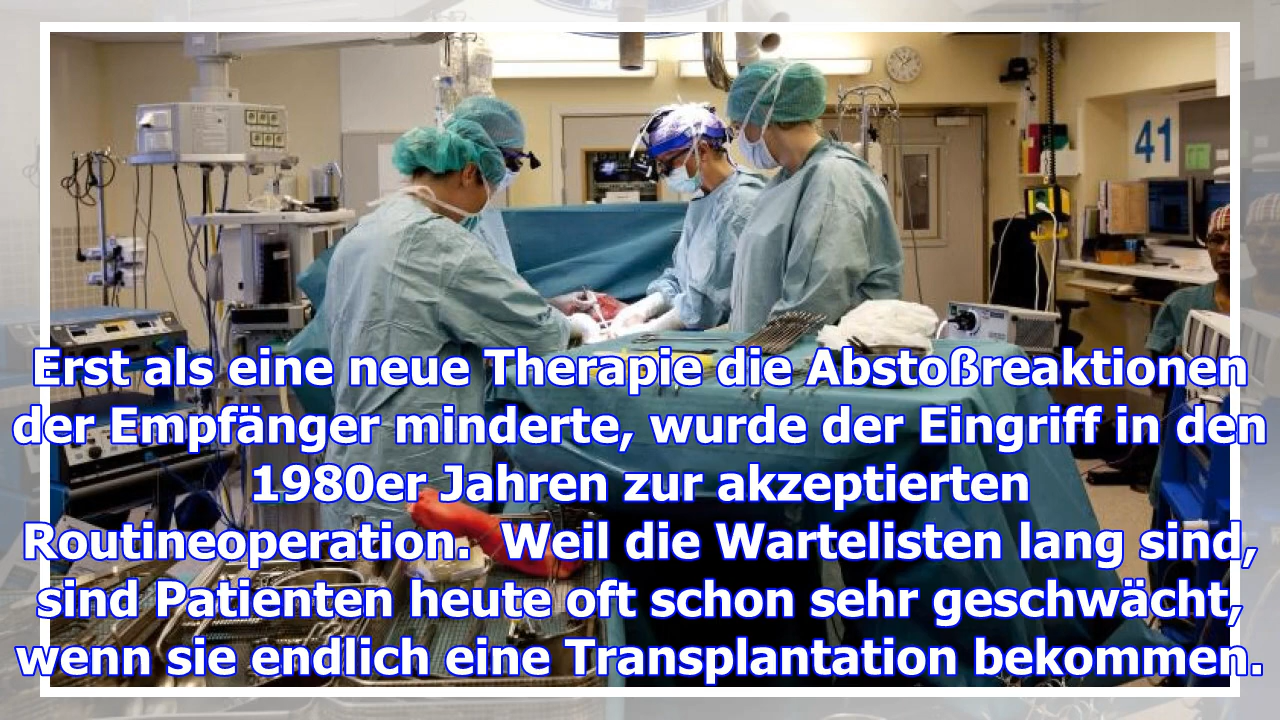 41
Erst als eine neue Therapie die Abstoßreaktionen
der Empfänger minderte, wurde der Eingriff in den
1980er Jahren zur akzeptierten
Routineoperation.  Weil die Wartelisten lang sind,
sind Patienten heute oft schon sehr geschwächt,
wenn sie endlich eine Transplantation bekommen.